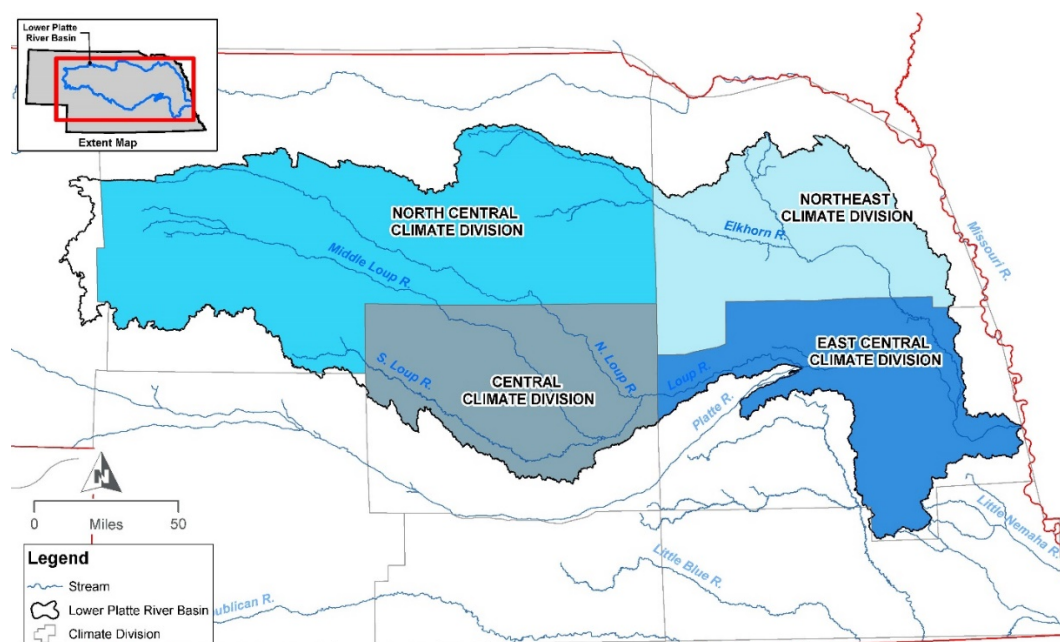 Lower Platte
River Basin
Extent Map
NORTH CENTRAL
CLIMATE DIVISION
NORTHEAST
CLIMATE DIVISION
Elkhorn R.
Missouri R.
Middle Loup R.
N. Loup R.
S. Loup R.
CENTRAL
CLIMATE DIVISION
Loup R.
EAST CENTRAL
CLIMATE DIVISION
Platte R.
N
0 50
Miles
Little Nemaha R.
Little Blue R.
publican R.
Legend
Stream
Lower Platte River Basin
Climate Division